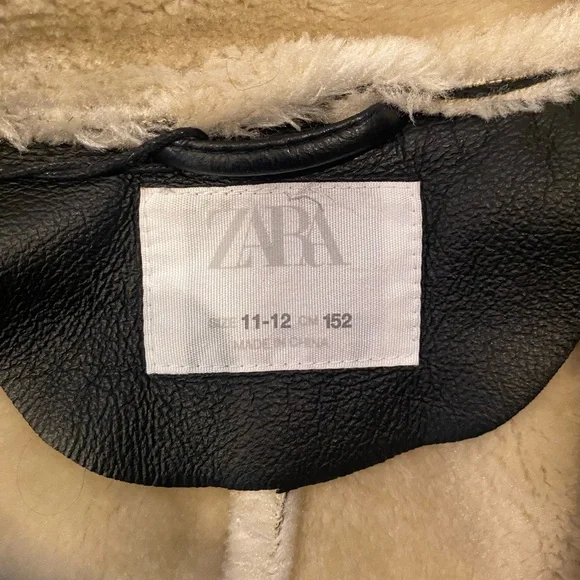 ZARA
SIZE 11-12 CM 152
MADE IN CHINA